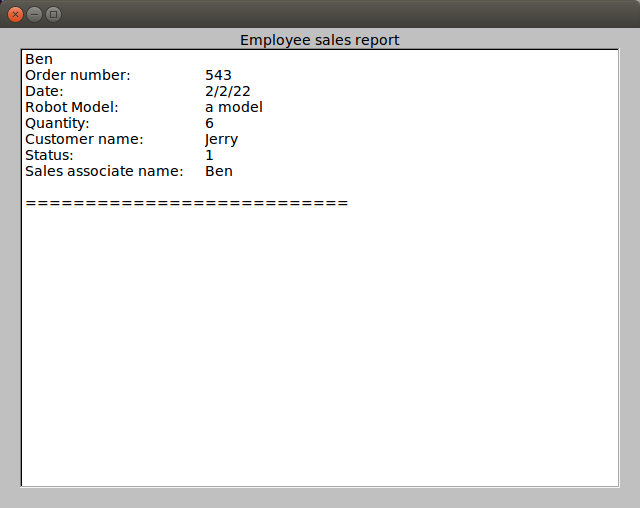 Employee sales report
Ben
Order number: 543
Date: 2/2/22
Robot Model: a model
Quantity: 6
Customer name: Jerry
Status: 1
Sales associate name: Ben
===========================